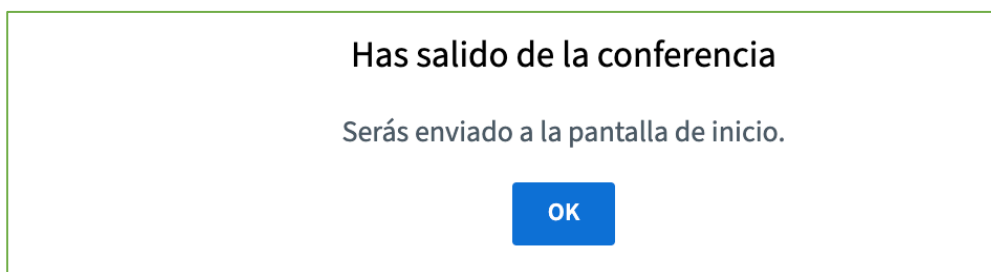 Has salido de la conferencia
Serás enviado a la pantalla de inicio.
OK